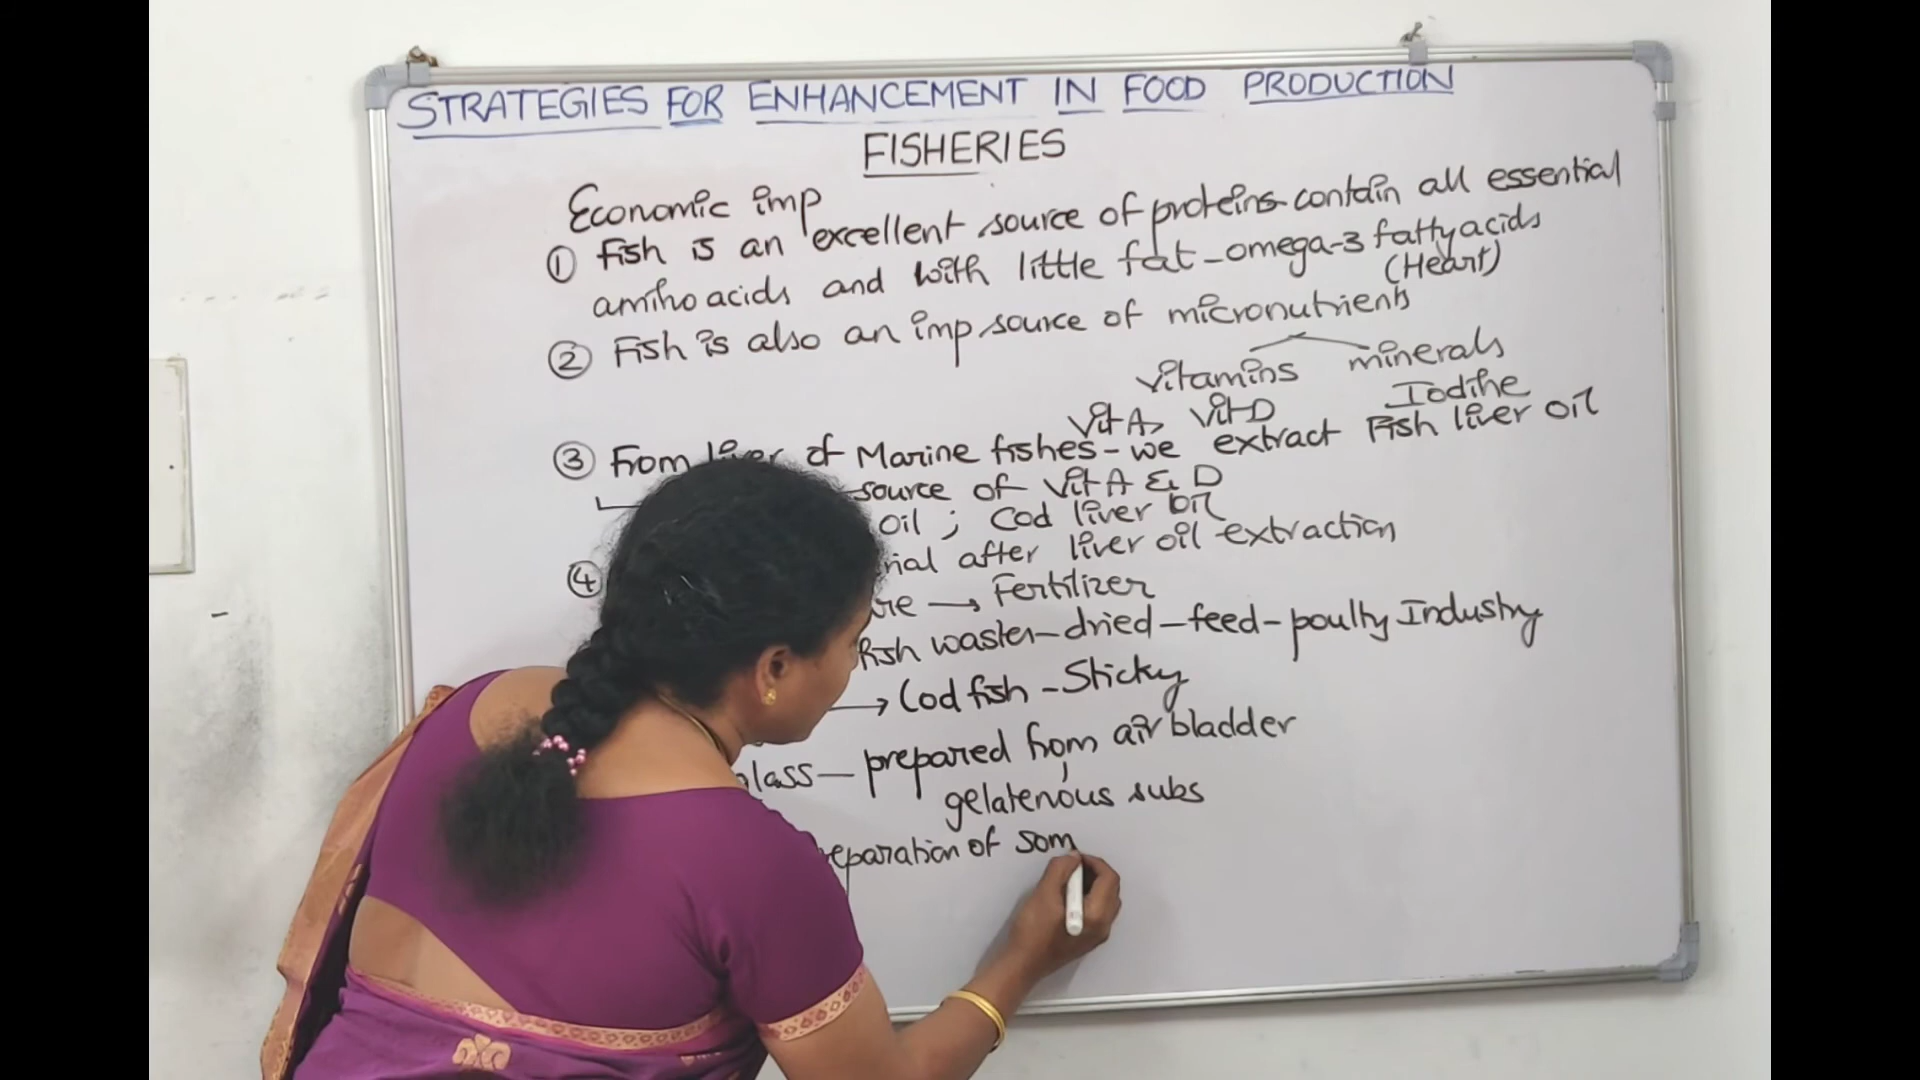 STRATEGIES FOR ENHANCEMENT IN FOOD PRODUCTION
FISHERIES
Economic imp
① Fish is an excellent source of proteins-contain all essential
amino acids and with little fat-omega-3 fatty acids
(Heart)
② Fish is also an imp source of micronutrients
Vitamins minerals
Vit A, Vit D Iodine
③ From liver of Marine fishes-we extract Fish liver oil
source of Vit A & D
oil ; Cod liver oil
④ after liver oil extraction
→ Fertilizer
fish waster-dried-feed-poultry Industry
→ Cod fish - Sticky
prepared from air bladder
gelatenous subs
of som